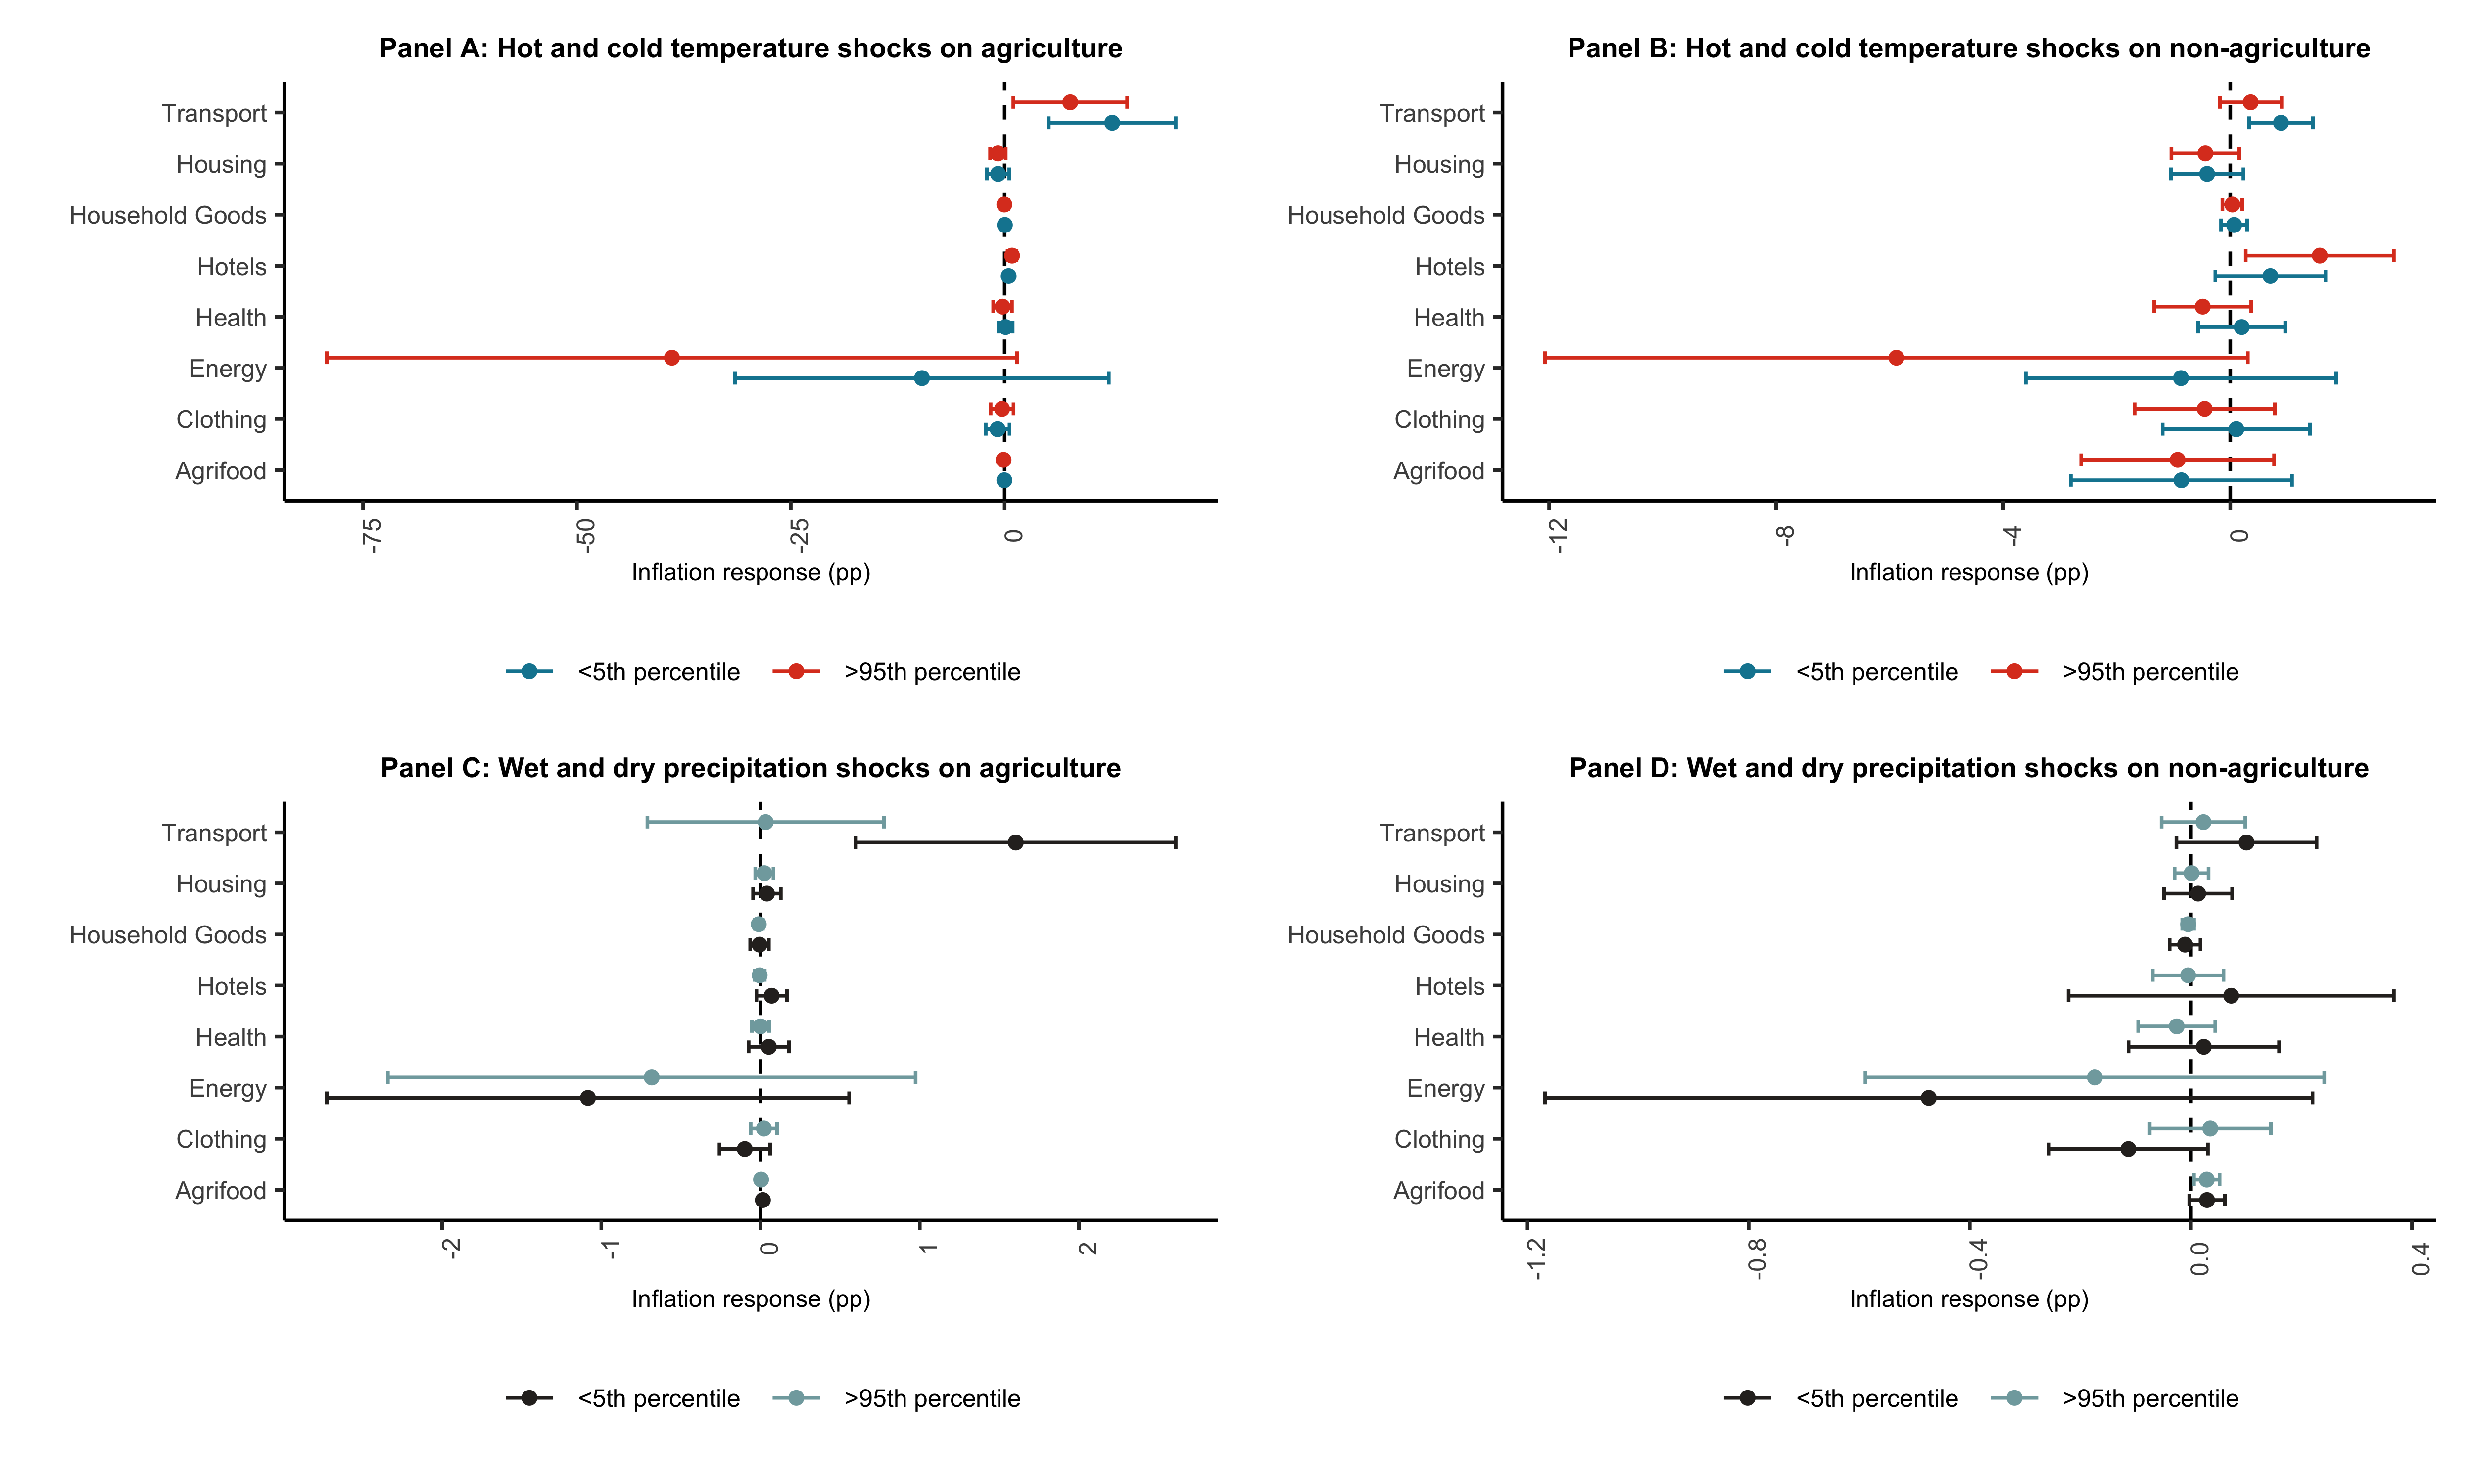 Panel A: Hot and cold temperature shocks on agriculture
Transport
Housing
Household Goods
Hotels
Health
Energy
Clothing
Agrifood
-75
-50
-25
0
Inflation response (pp)
<5th percentile
>95th percentile
Panel B: Hot and cold temperature shocks on non-agriculture
Transport
Housing
Household Goods
Hotels
Health
Energy
Clothing
Agrifood
-12
-8
-4
0
Inflation response (pp)
<5th percentile
>95th percentile
Panel C: Wet and dry precipitation shocks on agriculture
Transport
Housing
Household Goods
Hotels
Health
Energy
Clothing
Agrifood
-2
-1
0
1
2
Inflation response (pp)
<5th percentile
>95th percentile
Panel D: Wet and dry precipitation shocks on non-agriculture
Transport
Housing
Household Goods
Hotels
Health
Energy
Clothing
Agrifood
-1.2
-0.8
-0.4
0.0
0.4
Inflation response (pp)
<5th percentile
>95th percentile